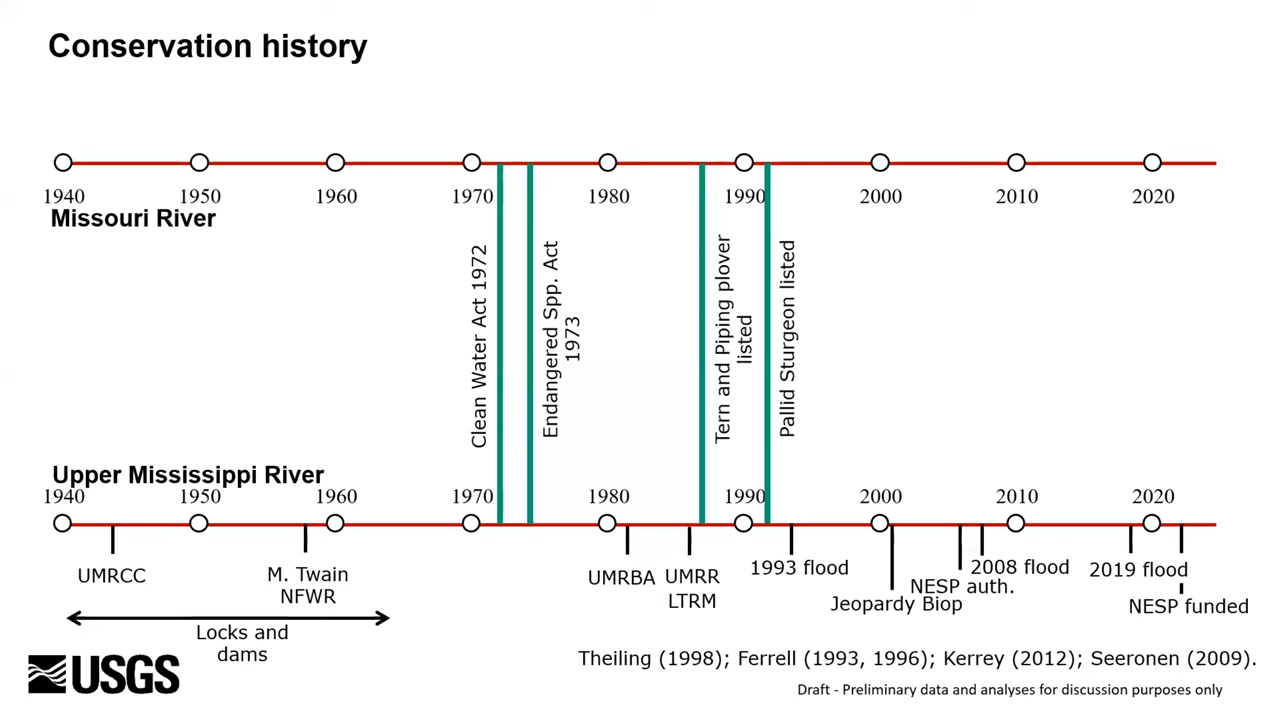 Conservation history
1940 1950 1960 1970 1980 1990 2000 2010 2020
Missouri River
Clean Water Act 1972
Endangered Spp. Act
1973
Tern and Piping plover
listed
Pallid Sturgeon listed
Upper Mississippi River
1940 1950 1960 1970 1980 1990 2000 2010 2020
UMRCC
M. Twain
NFWR
Locks and
dams
UMRBA
UMRR
LTRM
1993 flood
Jeopardy Biop
NESP auth.
2008 flood
2019 flood
NESP funded
Theiling (1998); Ferrell (1993, 1996); Kerrey (2012); Seeronen (2009).
USGS
Draft - Preliminary data and analyses for discussion purposes only